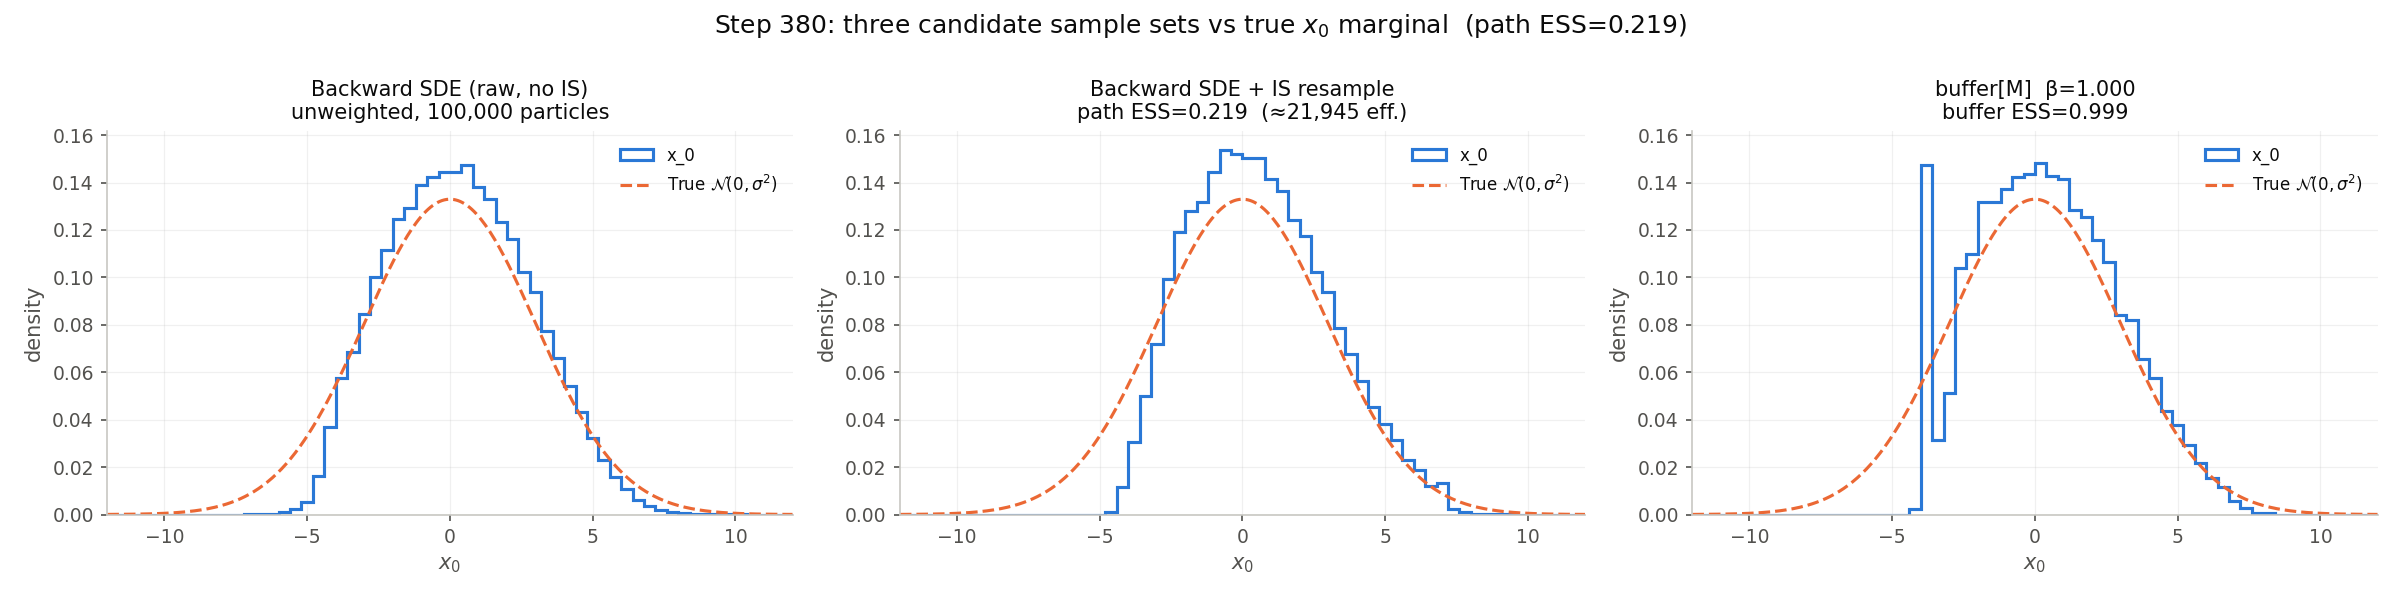 Step 380: three candidate sample sets vs true x₀ marginal  (path ESS=0.219)
Backward SDE (raw, no IS)
unweighted, 100,000 particles
0.16
0.14
0.12
0.10
0.08
0.06
0.04
0.02
0.00
density
−10
−5
0
5
10
x₀
x_0
True 𝒩(0, σ²)
Backward SDE + IS resample
path ESS=0.219  (≈21,945 eff.)
0.16
0.14
0.12
0.10
0.08
0.06
0.04
0.02
0.00
density
−10
−5
0
5
10
x₀
x_0
True 𝒩(0, σ²)
buffer[M]  β=1.000
buffer ESS=0.999
0.16
0.14
0.12
0.10
0.08
0.06
0.04
0.02
0.00
density
−10
−5
0
5
10
x₀
x_0
True 𝒩(0, σ²)